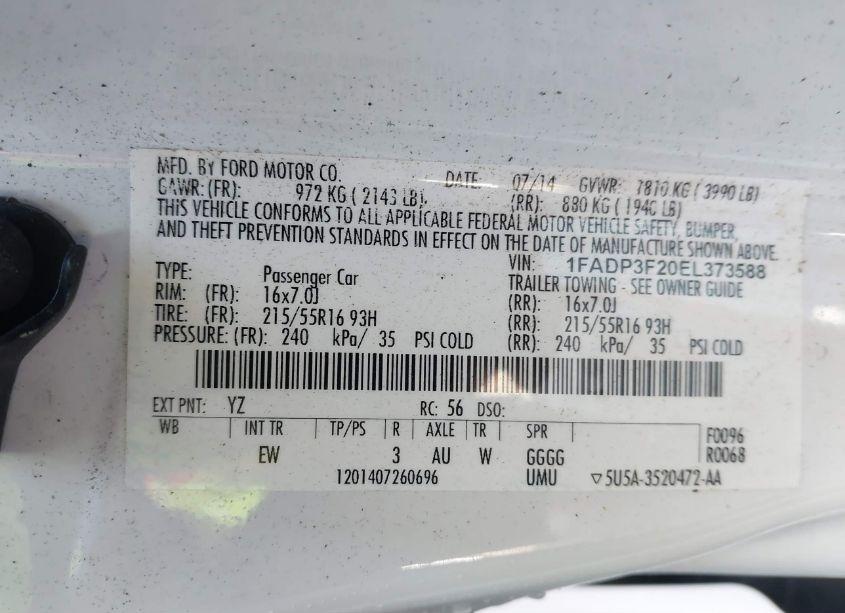 MFD. BY FORD MOTOR CO. DATE: 07/14 GVWR: 1810 KG ( 3990 LB)
GAWR: (FR): 972 KG ( 2143 LB). (RR): 880 KG ( 1940 LB)
THIS VEHICLE CONFORMS TO ALL APPLICABLE FEDERAL MOTOR VEHICLE SAFETY, BUMPER,
AND THEFT PREVENTION STANDARDS IN EFFECT ON THE DATE OF MANUFACTURE SHOWN ABOVE.
VIN: 1FADP3F20EL373588
TYPE: Passenger Car TRAILER TOWING - SEE OWNER GUIDE
RIM: (FR): 16x7.0J (RR): 16x7.0J
TIRE: (FR): 215/55R16 93H (RR): 215/55R16 93H
PRESSURE: (FR): 240 kPa/ 35 PSI COLD (RR): 240 kPa/ 35 PSI COLD
EXT PNT: YZ RC: 56 DSO:
WB INT TR TP/PS R AXLE TR SPR F0096
EW 3 AU W GGGG R0068
1201407260696 UMU ▽5U5A-3520472-AA